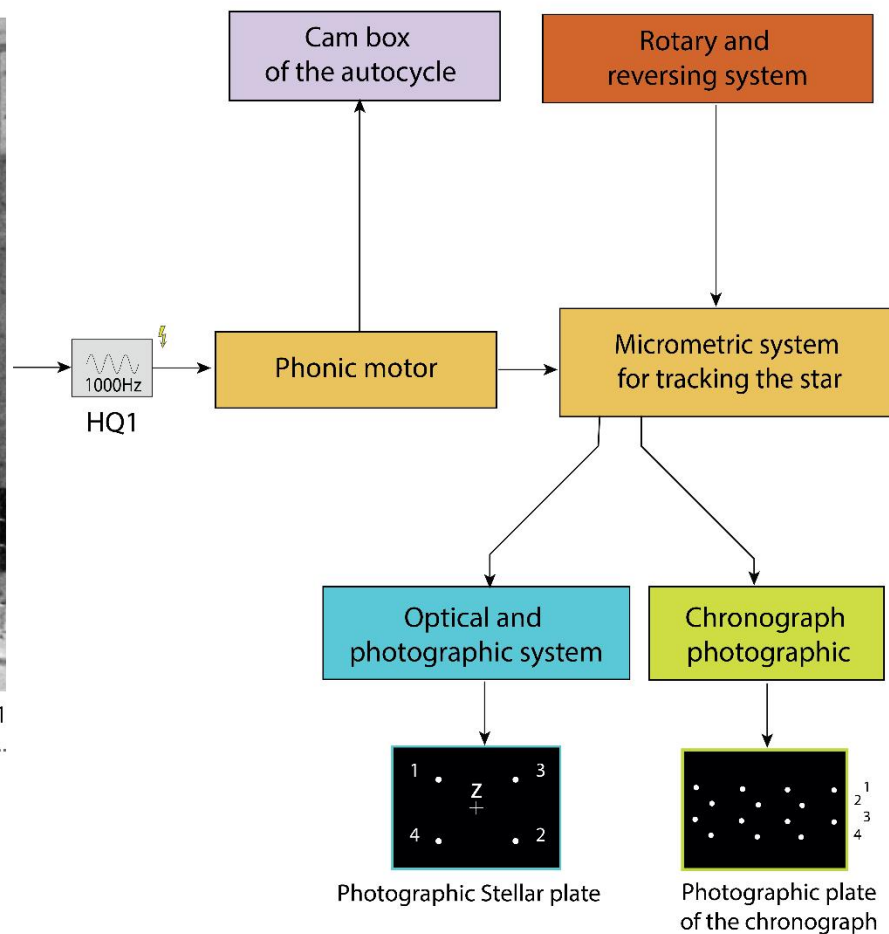 Cam box
of the autocycle
Rotary and
reversing system
1000Hz
HQ1
Phonic motor
Micrometric system
for tracking the star
Optical and
photographic system
Chronograph
photographic
1
..
1
3
Z
4
2
1
2
3
4
Photographic Stellar plate
Photographic plate
of the chronograph